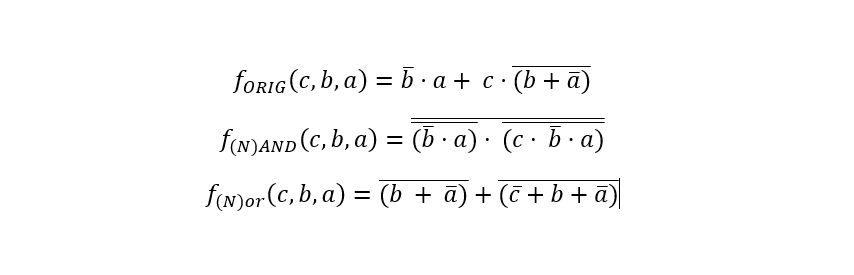 f_{ORIG}(c, b, a) = b̅ · a + c · \overline{(b + a̅)}
f_{(N)AND}(c, b, a) = \overline{\overline{(b̅ · a)} · \overline{(c · b̅ · a)}}
f_{(N)or}(c, b, a) = \overline{(b + a̅)} + \overline{(c̅ + b + a̅)}